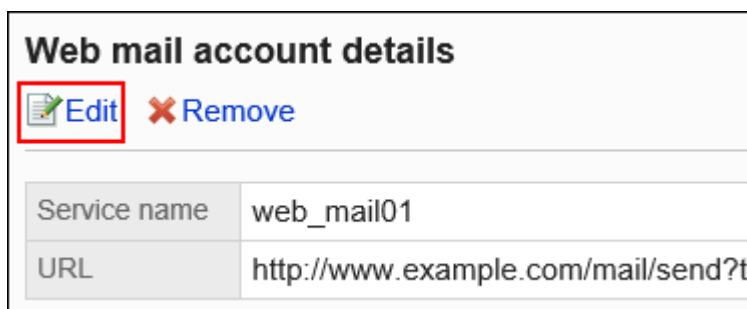 Web mail account details
Edit Remove
Service name web_mail01
URL http://www.example.com/mail/send?t